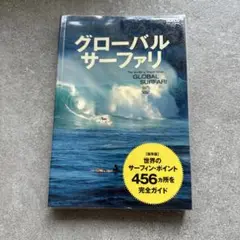 グローバル
サーファリ
GLOBAL
SURFARI
【保存版】
世界の
サーフィン・ポイント
456カ所を
完全ガイド